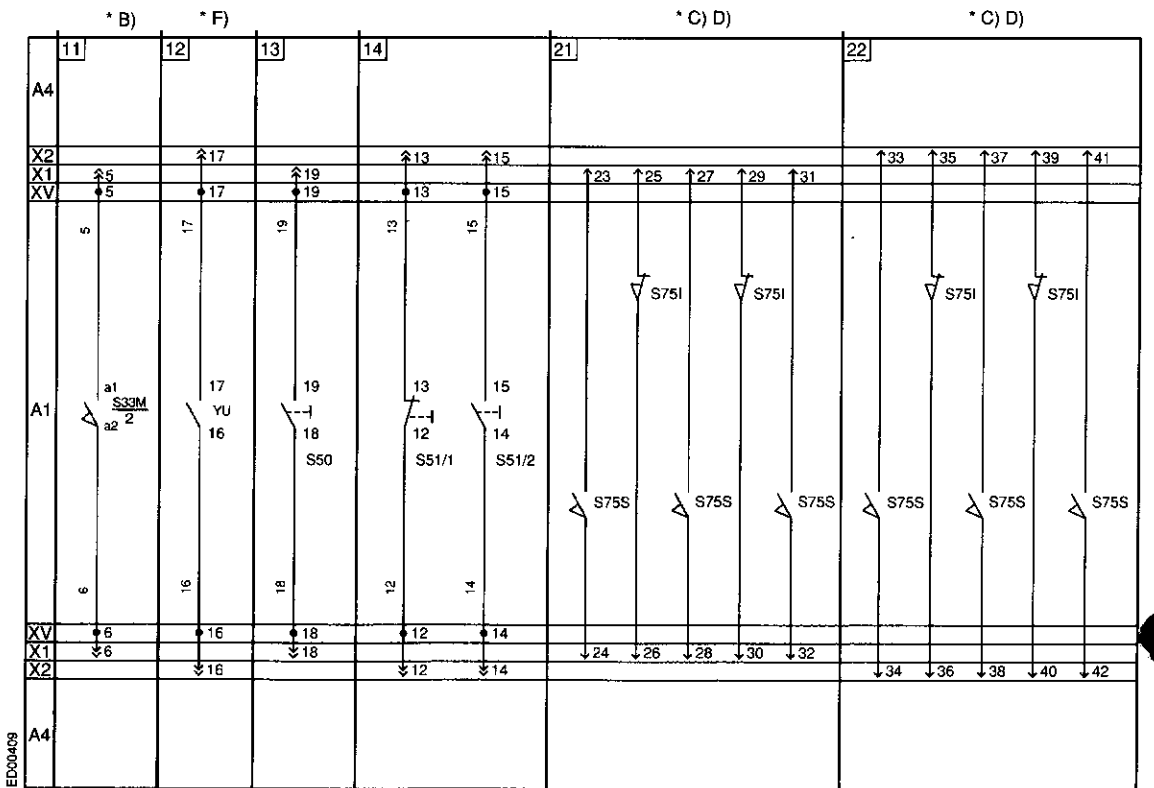 * B) * F) * C) D) * C) D)
11 12 13 14 21 22
A4
X2 17 13 15 33 35 37 39 41
X1 5 19 23 25 27 29 31
XV 5 17 19 13 15
5 17 19 13 15
S75I S75I S75I S75I
a1 17 19 13 15
A1 S33M YU
a2 2 16 18 12 14
S50 S51/1 S51/2
S75S S75S S75S S75S S75S S75S
6 16 18 12 14
XV 6 16 18 12 14
X1 6 18 24 26 28 30 32
X2 16 12 14 34 36 38 40 42
A4
ED00409